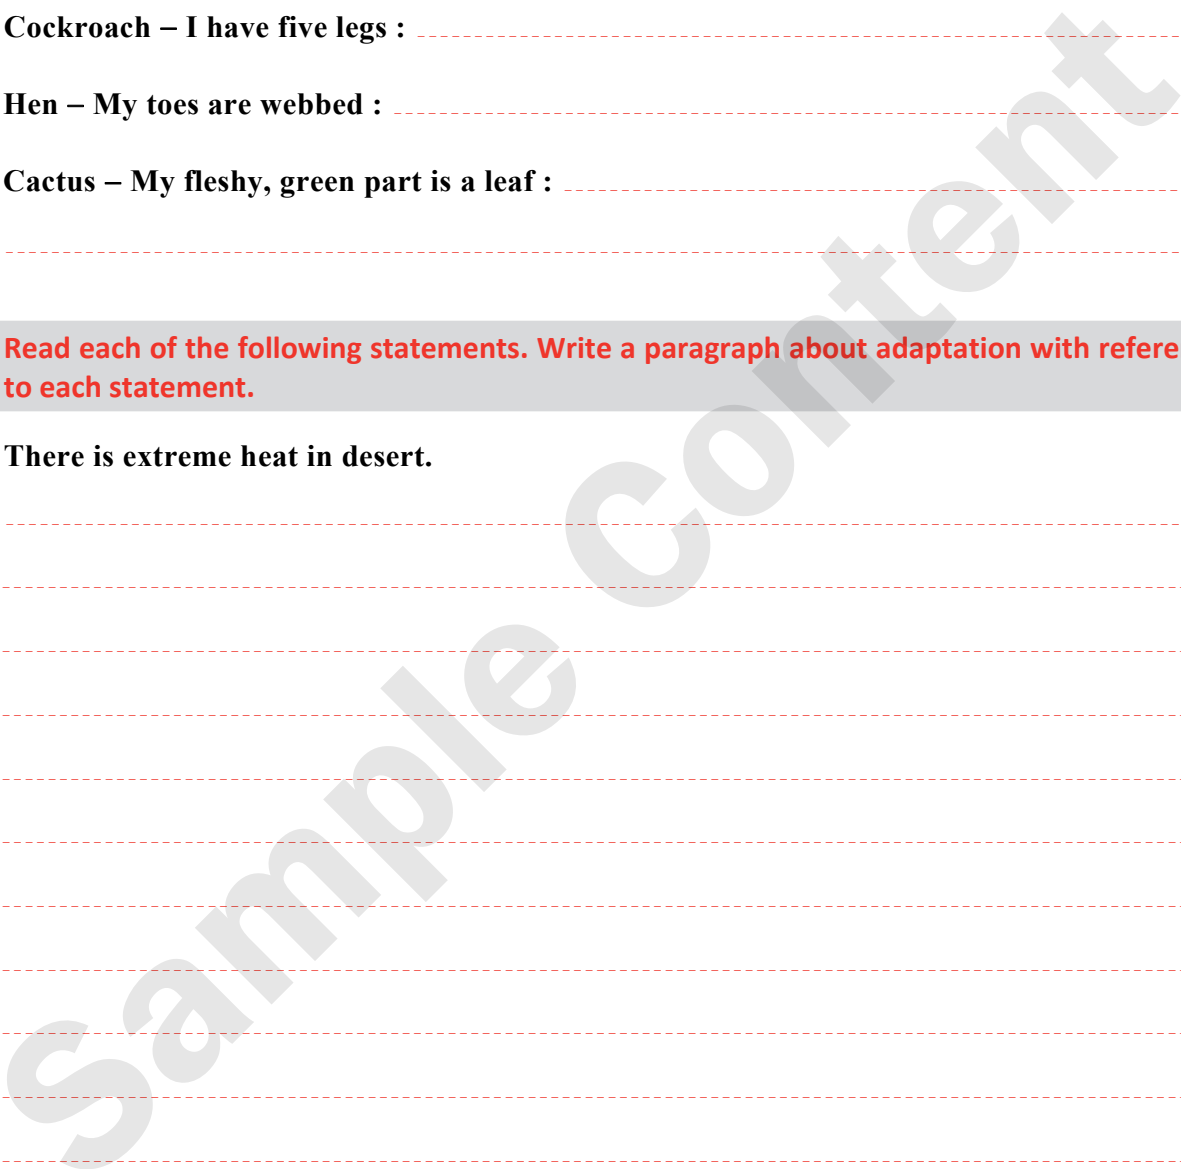 Cockroach – I have five legs :
Hen – My toes are webbed :
Cactus – My fleshy, green part is a leaf :
Read each of the following statements. Write a paragraph about adaptation with refere
to each statement.
There is extreme heat in desert.
Sample Content